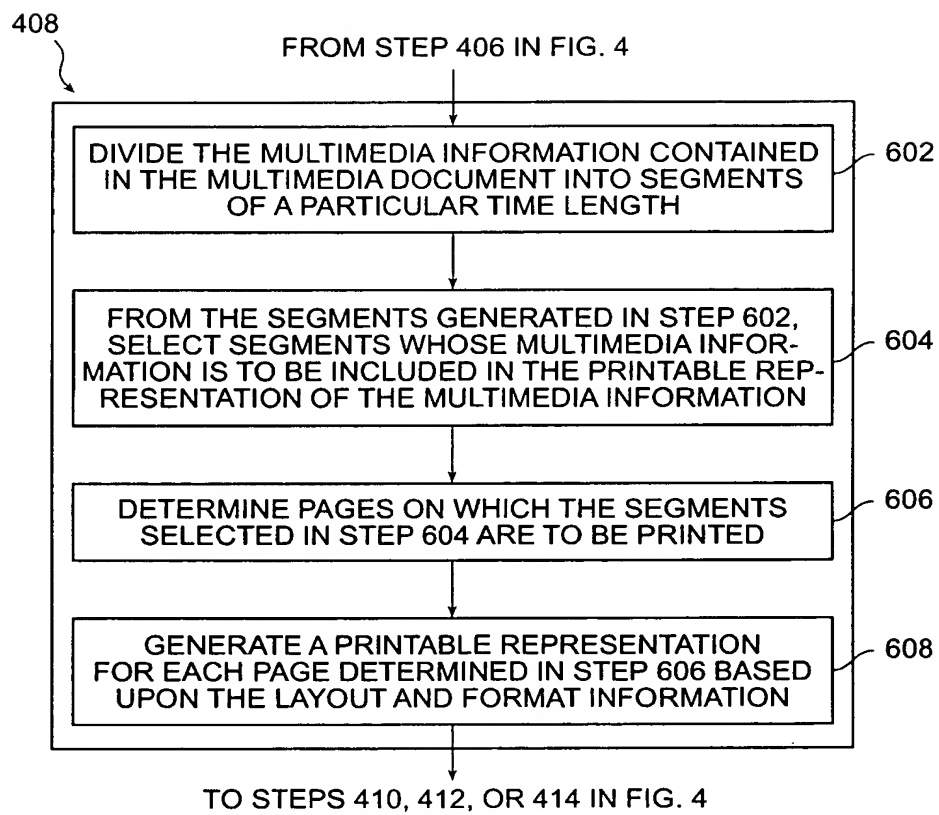 408
FROM STEP 406 IN FIG. 4
DIVIDE THE MULTIMEDIA INFORMATION CONTAINED
IN THE MULTIMEDIA DOCUMENT INTO SEGMENTS
OF A PARTICULAR TIME LENGTH
602
FROM THE SEGMENTS GENERATED IN STEP 602,
SELECT SEGMENTS WHOSE MULTIMEDIA INFOR-
MATION IS TO BE INCLUDED IN THE PRINTABLE REP-
RESENTATION OF THE MULTIMEDIA INFORMATION
604
DETERMINE PAGES ON WHICH THE SEGMENTS
SELECTED IN STEP 604 ARE TO BE PRINTED
606
GENERATE A PRINTABLE REPRESENTATION
FOR EACH PAGE DETERMINED IN STEP 606 BASED
UPON THE LAYOUT AND FORMAT INFORMATION
608
TO STEPS 410, 412, OR 414 IN FIG. 4